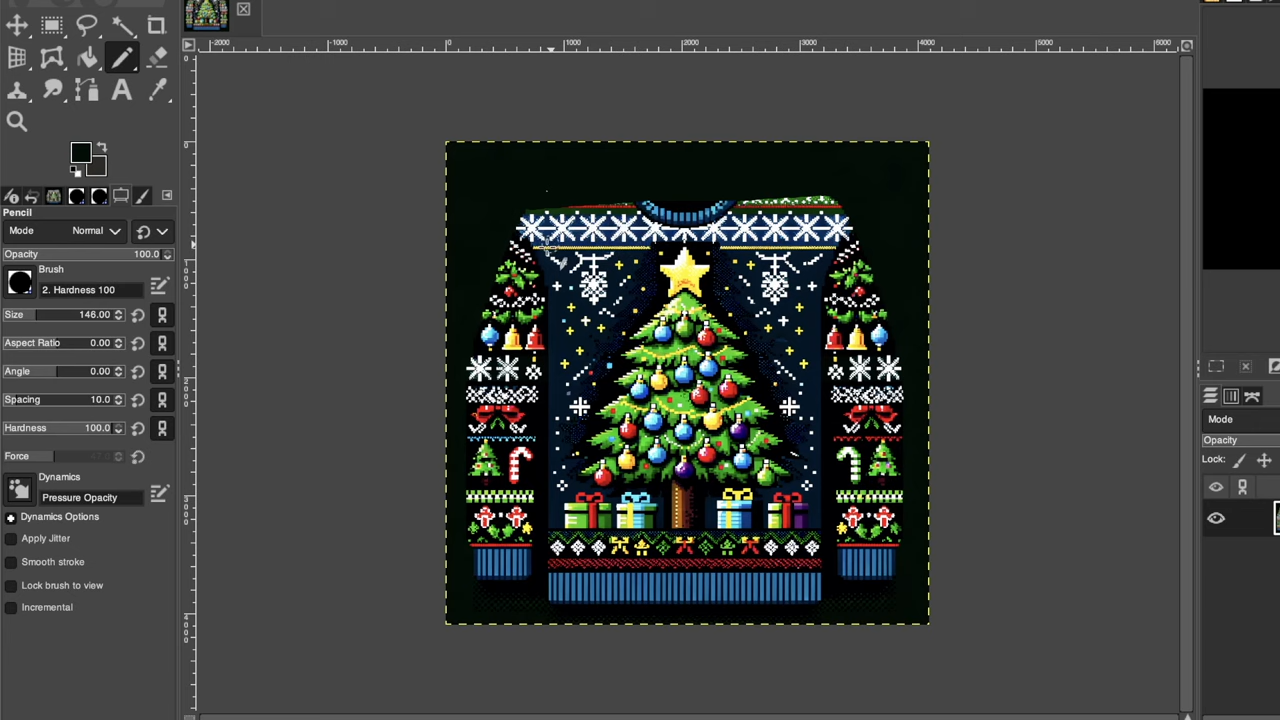 -2000 -1000 0 1000 2000 3000 4000 5000 6000
Pencil
Mode Normal
Opacity 100.0
Brush
2. Hardness 100
Size 146.00
Aspect Ratio 0.00
Angle 0.00
Spacing 10.0
Hardness 100.0
Force
Dynamics
Pressure Opacity
Dynamics Options
Apply Jitter
Smooth stroke
Lock brush to view
Incremental
Mode
Opacity
Lock: